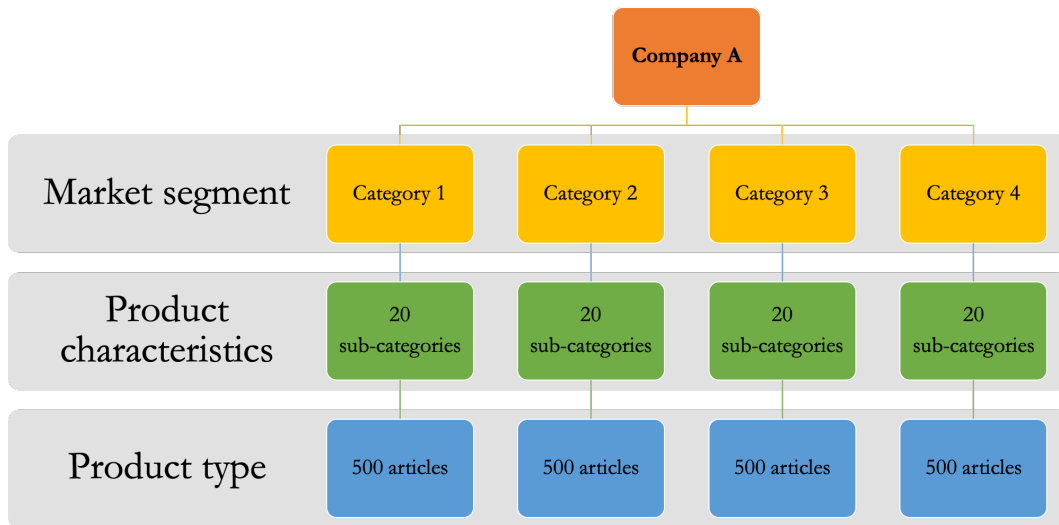 Company A
Market segment
Category 1
Category 2
Category 3
Category 4
Product
characteristics
20
sub-categories
20
sub-categories
20
sub-categories
20
sub-categories
Product type
500 articles
500 articles
500 articles
500 articles